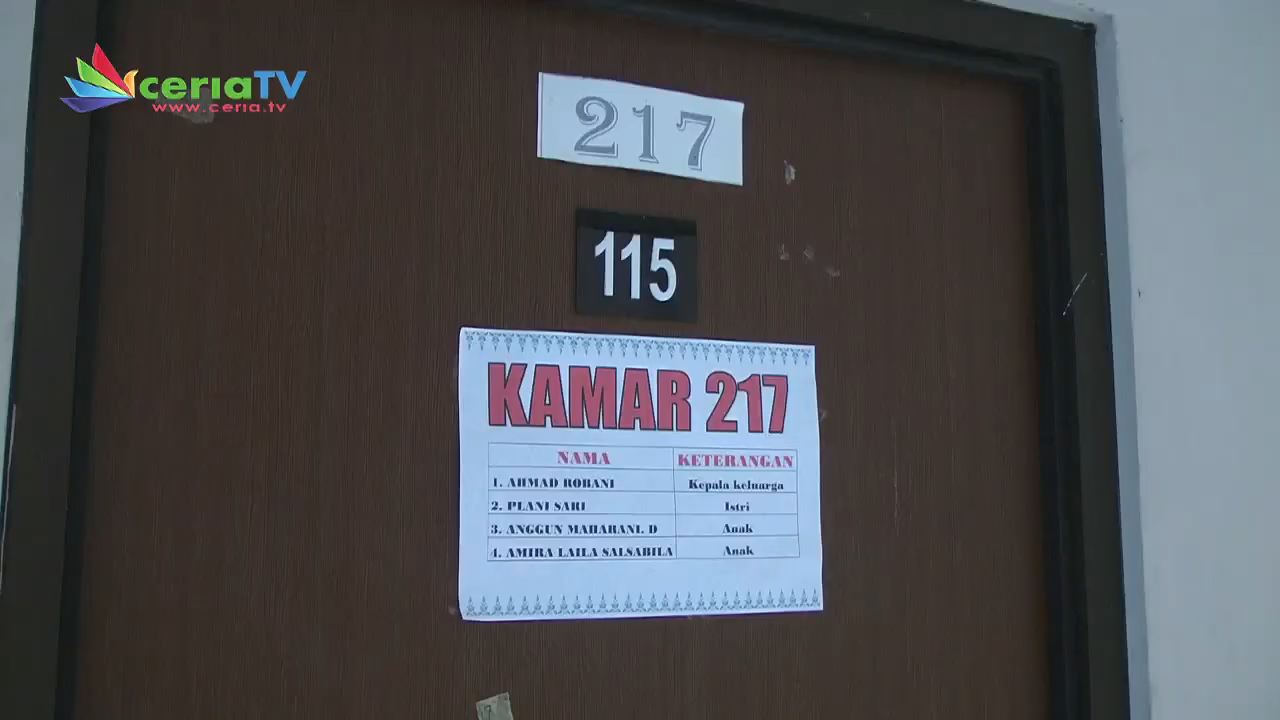 ceriaTV
www.ceria.tv
217
115
KAMAR 217
NAMA KETERANGAN
1. AHMAD ROBANI Kepala keluarga
2. PLANI SARI Istri
3. ANGGUN MAHARANI. D Anak
4. AMIRA LAILA SALSABILA Anak